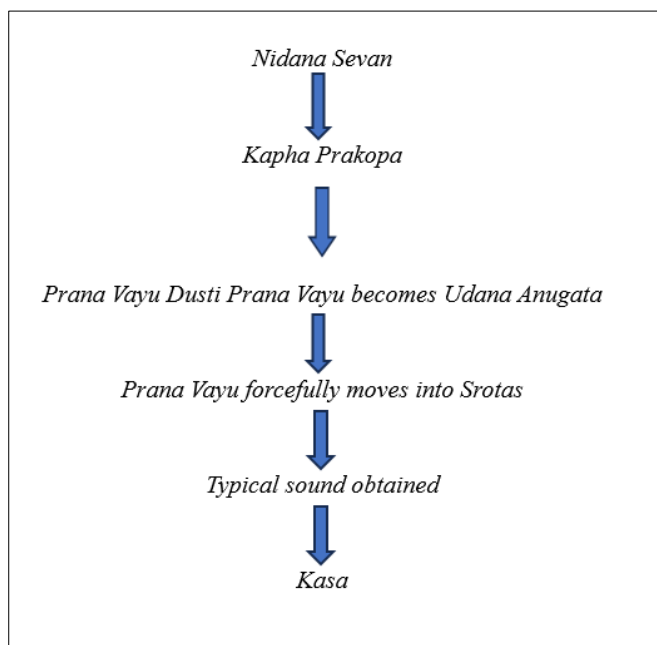 Nidana Sevan
Kapha Prakopa
Prana Vayu Dusti Prana Vayu becomes Udana Anugata
Prana Vayu forcefully moves into Srotas
Typical sound obtained
Kasa